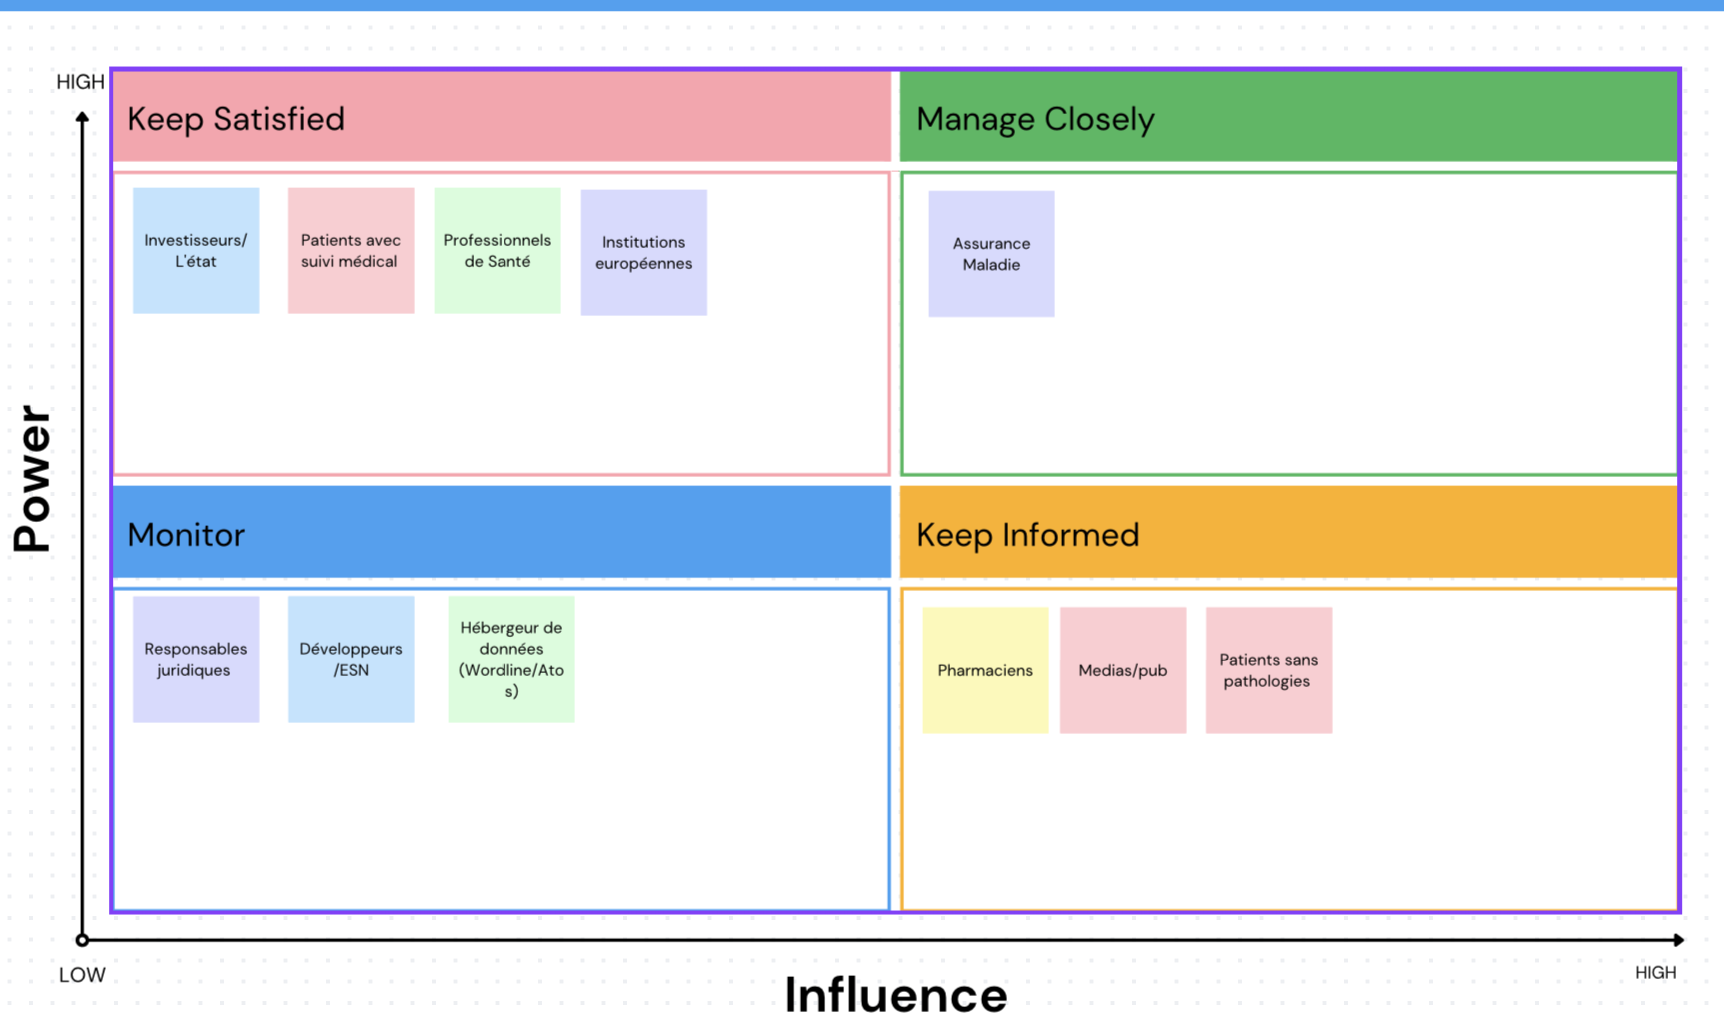 HIGH
Keep Satisfied
Manage Closely
Investisseurs/
L'état
Patients avec
suivi médical
Professionnels
de Santé
Institutions
européennes
Assurance
Maladie
Power
Monitor
Keep Informed
Responsables
juridiques
Développeurs
/ESN
Hébergeur de
données
(Wordline/Ato
s)
Pharmaciens
Medias/pub
Patients sans
pathologies
LOW
Influence
HIGH